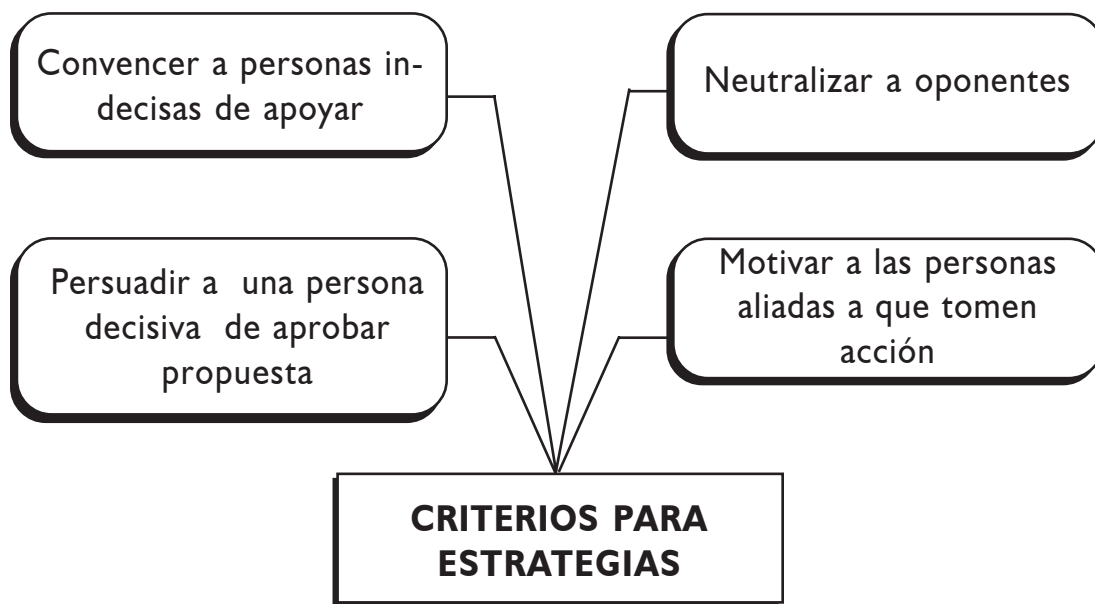 Convencer a personas in-
decisas de apoyar
Neutralizar a oponentes
Persuadir a una persona
decisiva de aprobar
propuesta
Motivar a las personas
aliadas a que tomen
acción
CRITERIOS PARA
ESTRATEGIAS